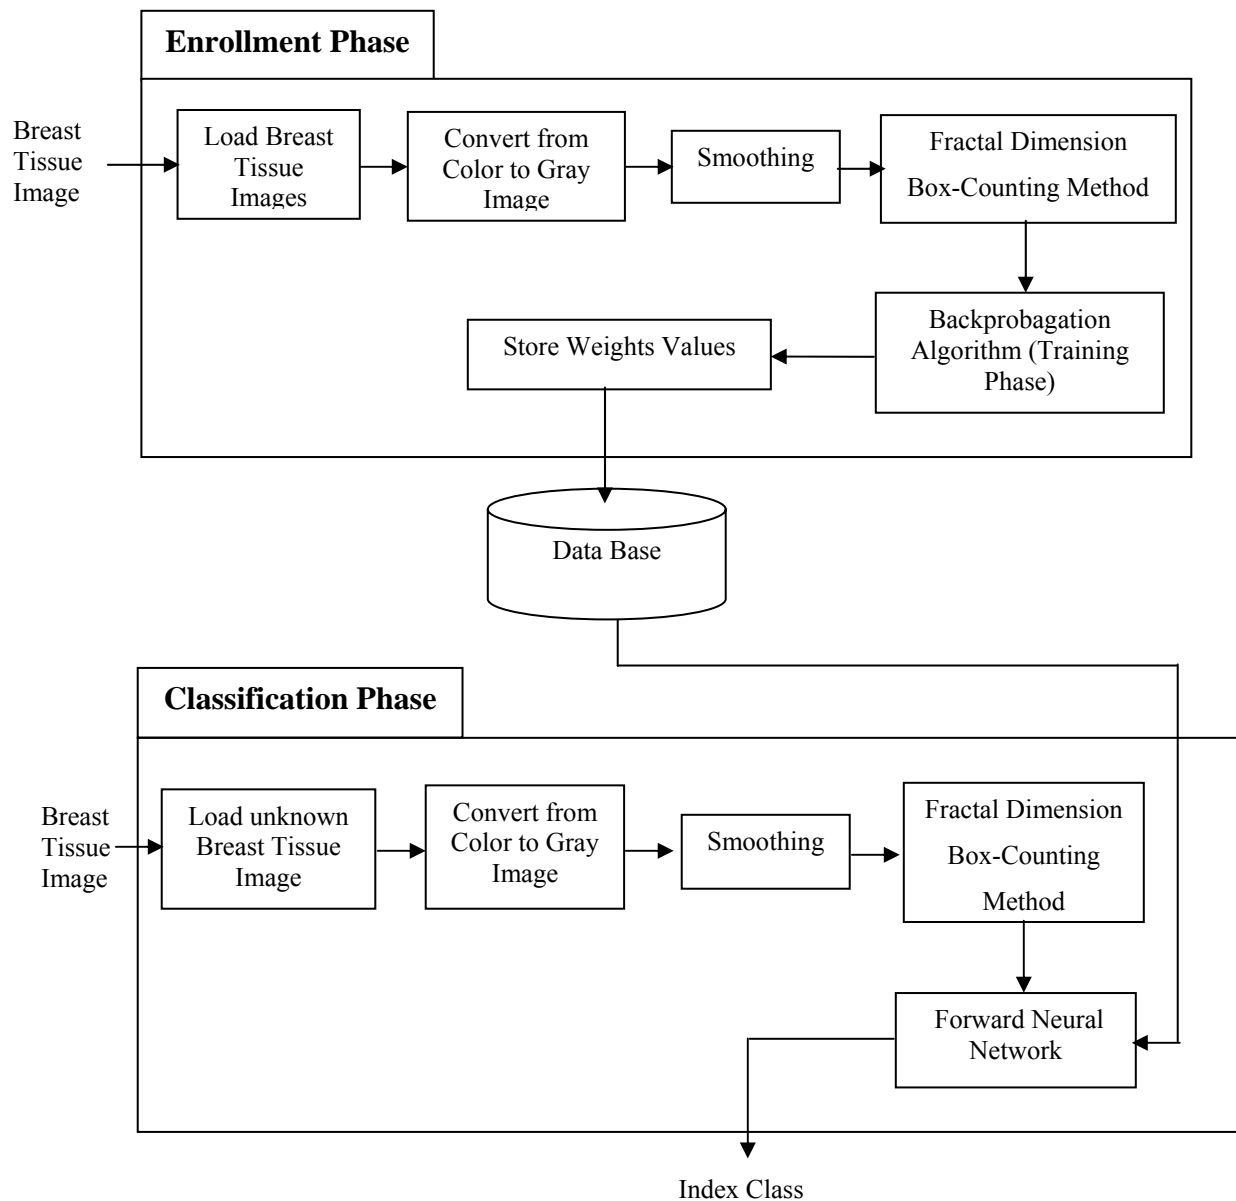 Enrollment Phase
Breast
Tissue
Image
Load Breast
Tissue
Images
Convert from
Color to Gray
Image
Smoothing
Fractal Dimension
Box-Counting Method
Backprobagation
Algorithm (Training
Phase)
Store Weights Values
Data Base
Classification Phase
Breast
Tissue
Image
Load unknown
Breast Tissue
Image
Convert from
Color to Gray
Image
Smoothing
Fractal Dimension
Box-Counting
Method
Forward Neural
Network
Index Class